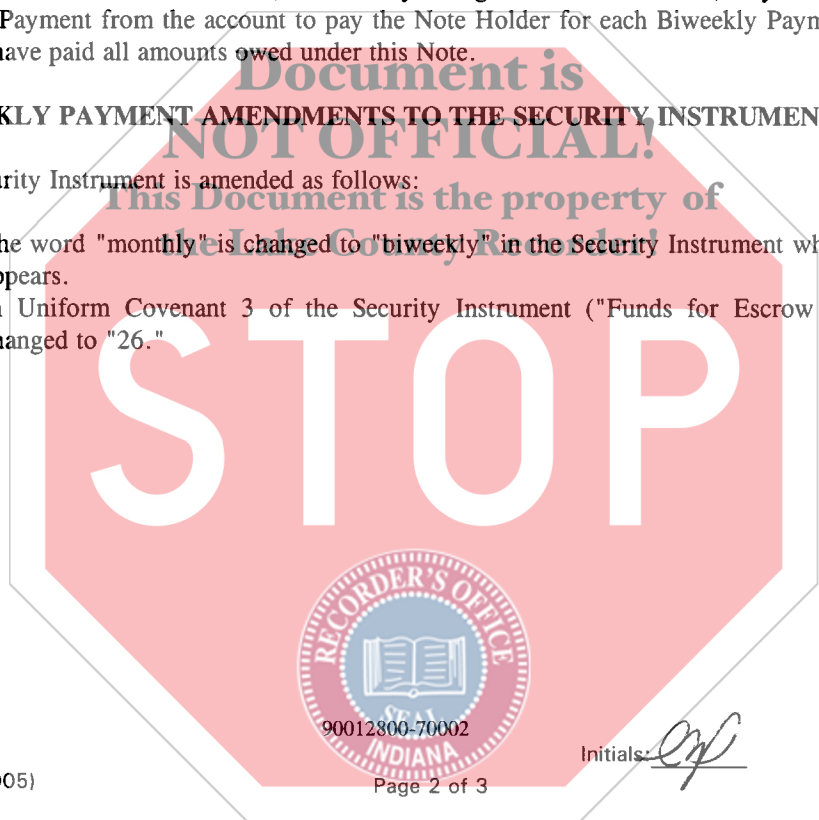 Payment from the account to pay the Note Holder for each Biweekly Paym
have paid all amounts owed under this Note.
Document is
KLY PAYMENT AMENDMENTS TO THE SECURITY INSTRUMEN
NOT OFFICIAL!
urity Instrument is amended as follows:
This Document is the property of
he word "monthly" is changed to "biweekly" in the Security Instrument wh
the Lake County Recorder!
ppears.
n Uniform Covenant 3 of the Security Instrument ("Funds for Escrow
hanged to "26."
STOP
RECORDER'S OFFICE
SEAL
90012800-70002
INDIANA
Initials:
005)
Page 2 of 3